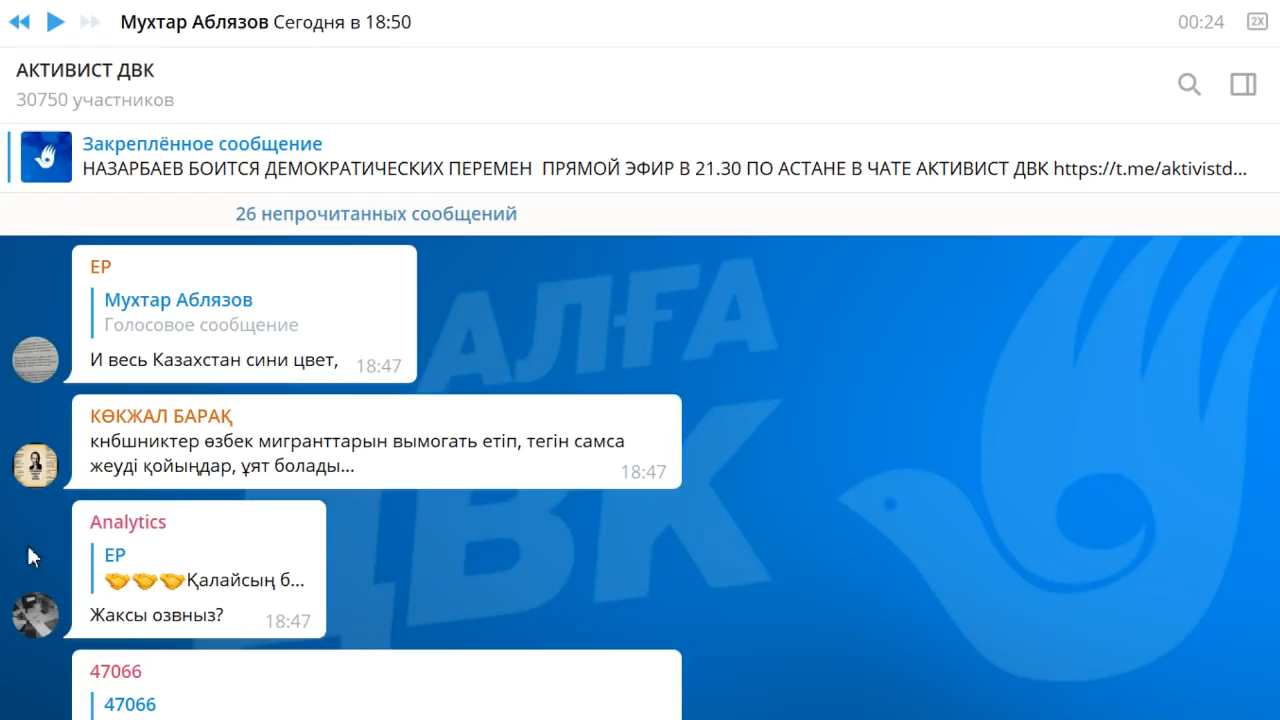 Мухтар Аблязов Сегодня в 18:50
00:24
2X
АКТИВИСТ ДВК
30750 участников
Закреплённое сообщение
НАЗАРБАЕВ БОИТСЯ ДЕМОКРАТИЧЕСКИХ ПЕРЕМЕН ПРЯМОЙ ЭФИР В 21.30 ПО АСТАНЕ В ЧАТЕ АКТИВИСТ ДВК https://t.me/aktivistd...
26 непрочитанных сообщений
АЛҒА
ДВК
ЕР
Мухтар Аблязов
Голосовое сообщение
И весь Казахстан сини цвет,
18:47
КӨКЖАЛ БАРАҚ
кнбшниктер өзбек мигранттарын вымогать етіп, тегін самса
жеуді қойыңдар, ұят болады...
18:47
Analytics
ЕР
🤝🤝🤝Қалайсың б...
Жаксы озвныз?
18:47
47066
47066